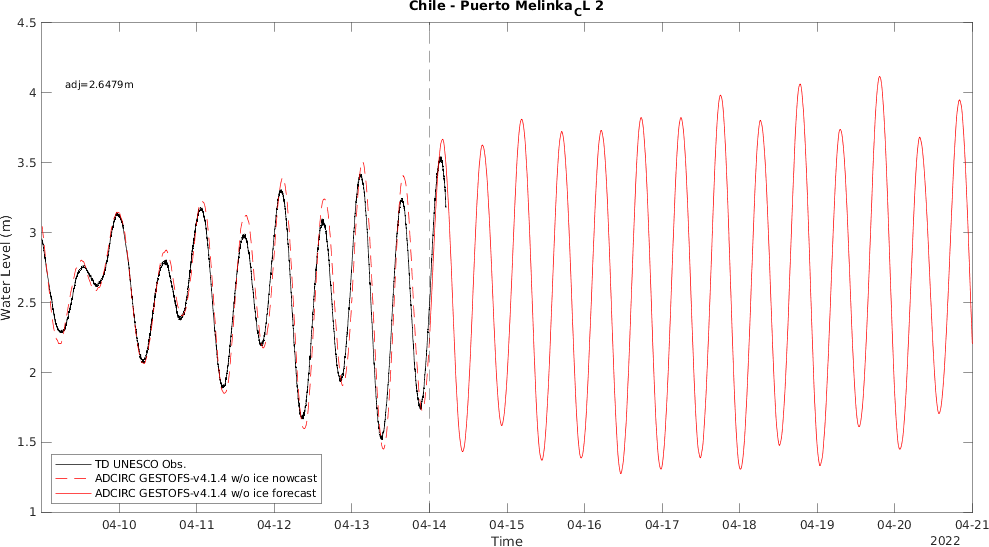 Chile - Puerto Melinka_CL 2
4.5
adj=2.6479m
4
3.5
3
2.5
2
1.5
1
Water Level (m)
TD UNESCO Obs.
ADCIRC GESTOFS-v4.1.4 w/o ice nowcast
ADCIRC GESTOFS-v4.1.4 w/o ice forecast
04-10 04-11 04-12 04-13 04-14 04-15 04-16 04-17 04-18 04-19 04-20 04-21
Time
2022